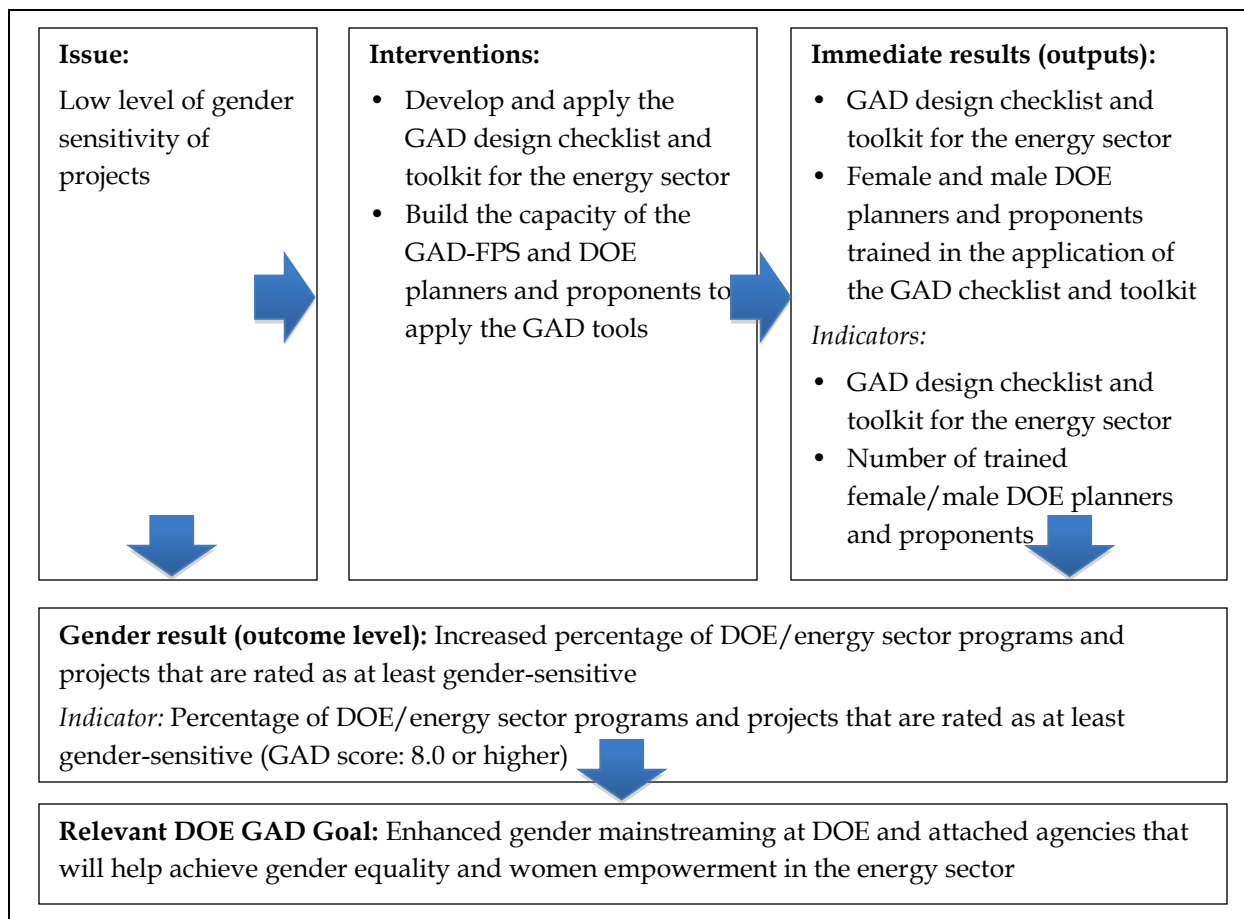 Issue:
Low level of gender
sensitivity of
projects
Interventions:
• Develop and apply the
GAD design checklist and
toolkit for the energy sector
• Build the capacity of the
GAD-FPS and DOE
planners and proponents to
apply the GAD tools
Immediate results (outputs):
• GAD design checklist and
toolkit for the energy sector
• Female and male DOE
planners and proponents
trained in the application of
the GAD checklist and toolkit
Indicators:
• GAD design checklist and
toolkit for the energy sector
• Number of trained
female/male DOE planners
and proponents
Gender result (outcome level): Increased percentage of DOE/energy sector programs and
projects that are rated as at least gender-sensitive
Indicator: Percentage of DOE/energy sector programs and projects that are rated as at least
gender-sensitive (GAD score: 8.0 or higher)
Relevant DOE GAD Goal: Enhanced gender mainstreaming at DOE and attached agencies that
will help achieve gender equality and women empowerment in the energy sector